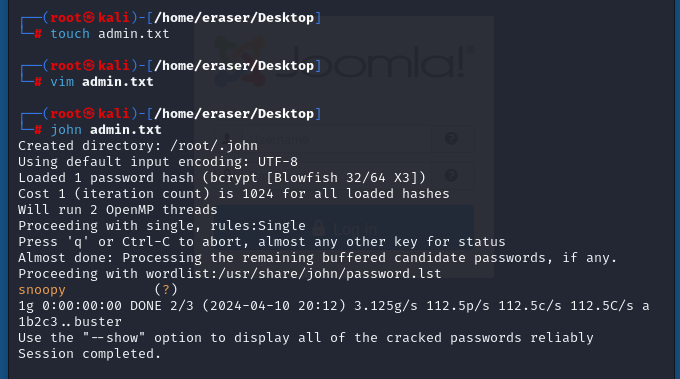 ┌──(root㉿kali)-[/home/eraser/Desktop]
└─# touch admin.txt
┌──(root㉿kali)-[/home/eraser/Desktop]
└─# vim admin.txt
┌──(root㉿kali)-[/home/eraser/Desktop]
└─# john admin.txt
Created directory: /root/.john
Using default input encoding: UTF-8
Loaded 1 password hash (bcrypt [Blowfish 32/64 X3])
Cost 1 (iteration count) is 1024 for all loaded hashes
Will run 2 OpenMP threads
Proceeding with single, rules:Single
Press 'q' or Ctrl-C to abort, almost any other key for status
Almost done: Processing the remaining buffered candidate passwords, if any.
Proceeding with wordlist:/usr/share/john/password.lst
snoopy           (?)
1g 0:00:00:00 DONE 2/3 (2024-04-10 20:12) 3.125g/s 112.5p/s 112.5c/s 112.5C/s a
1b2c3..buster
Use the "--show" option to display all of the cracked passwords reliably
Session completed.
Joomla!®
Log in